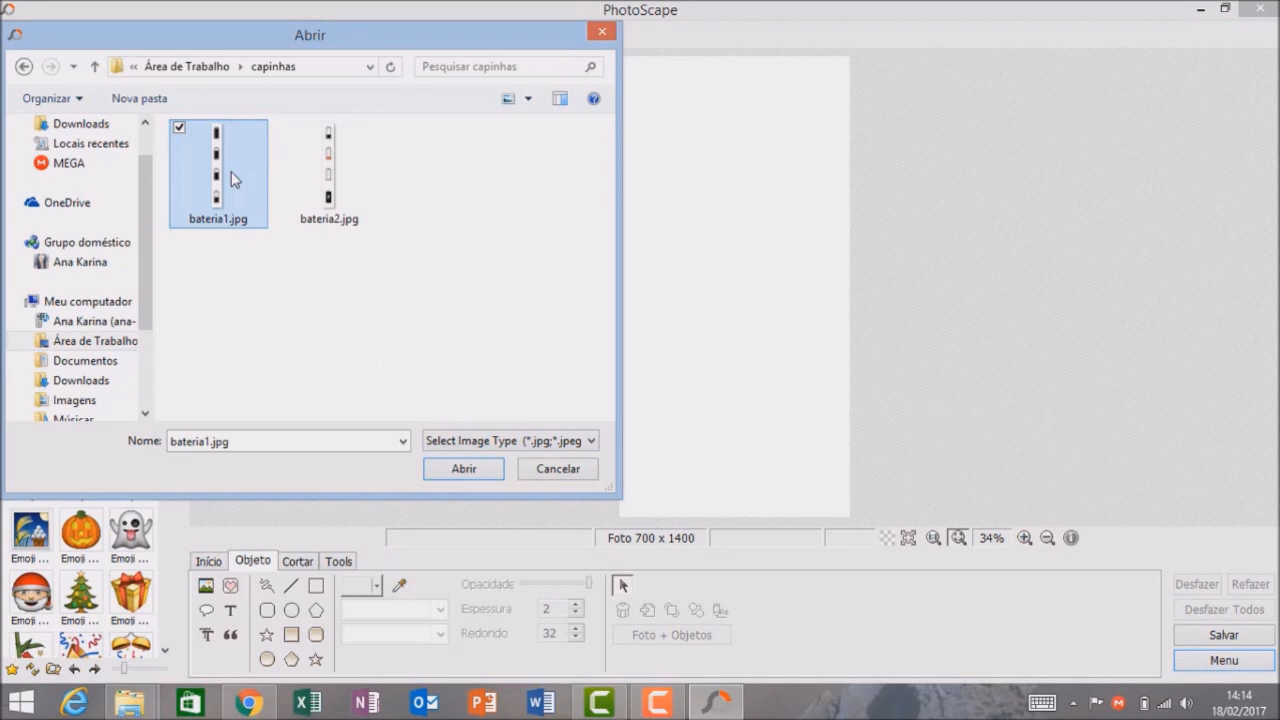 PhotoScape
Abrir
« Área de Trabalho capinhas
Pesquisar capinhas
Organizar Nova pasta
Downloads
Locais recentes
MEGA
OneDrive
Grupo doméstico
Ana Karina
Meu computador
Ana Karina (ana-
Área de Trabalho
Documentos
Downloads
Imagens
Músicas
bateria1.jpg
bateria2.jpg
Nome: bateria1.jpg
Select Image Type (*.jpg;*.jpeg
Abrir Cancelar
Emoji ... Emoji ... Emoji ...
Emoji ... Emoji ... Emoji ...
Foto 700 x 1400 34%
Início Objeto Cortar Tools
Opacidade
Espessura 2
Redondo 32
Foto + Objetos
Desfazer Refazer
Desfazer Todos
Salvar
Menu
14:14
18/02/2017